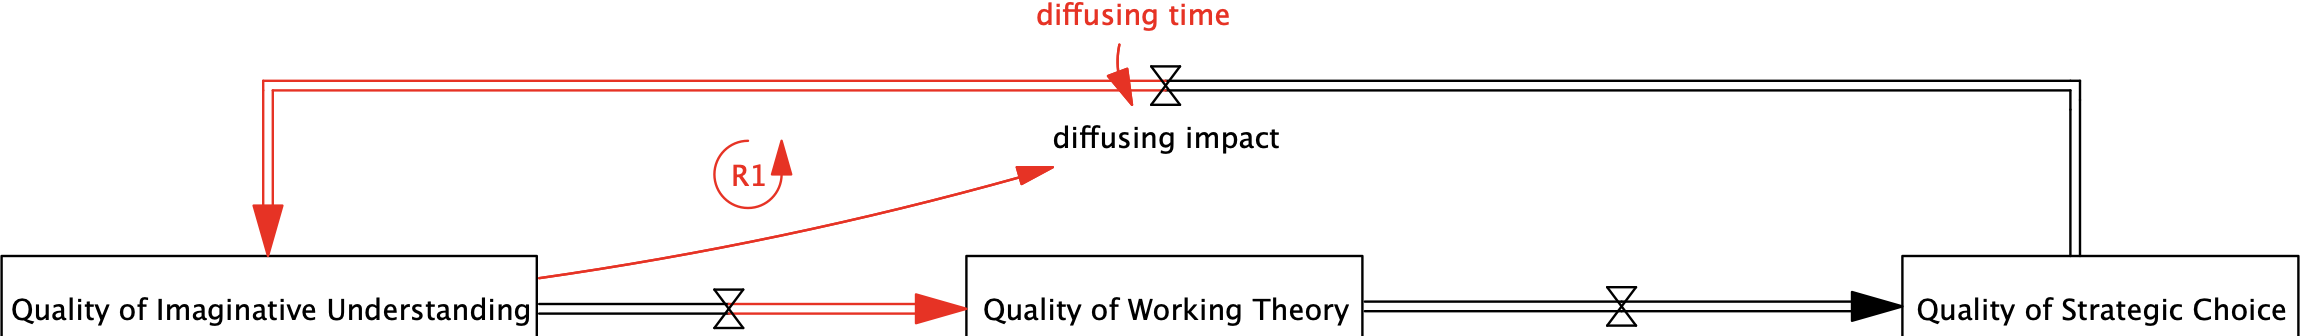 diffusing time
diffusing impact
R1
Quality of Imaginative Understanding
Quality of Working Theory
Quality of Strategic Choice